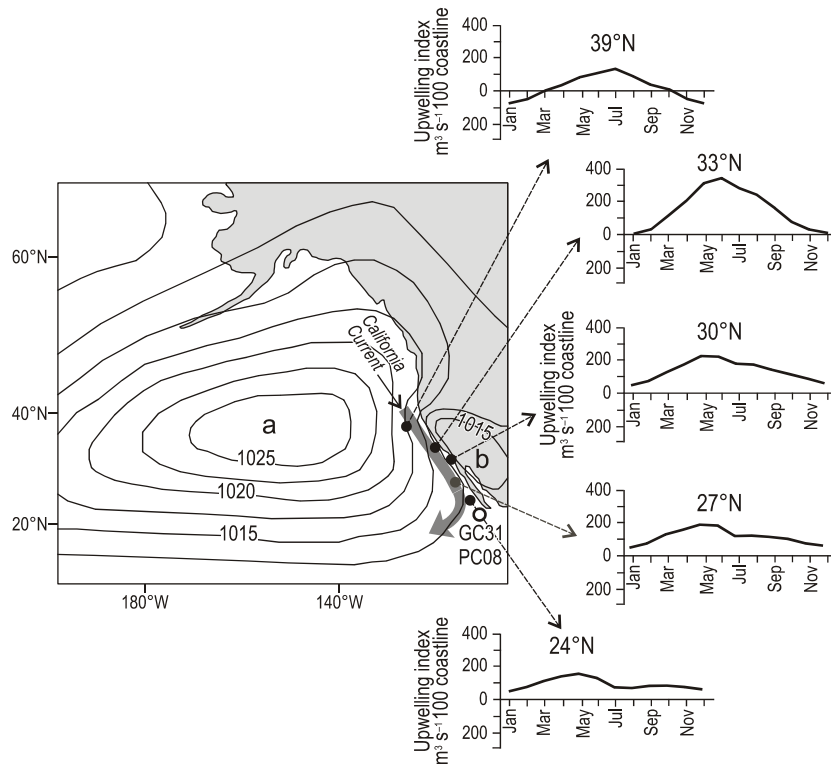 Upwelling index
m³ s⁻¹ 100 coastline
400
200
0
200
39°N
Jan
Mar
May
Jul
Sep
Nov
33°N
400
200
0
200
Jan
Mar
May
Jul
Sep
Nov
60°N
40°N
20°N
180°W
140°W
California
Current
a
b
1025
1020
1015
1015
GC31
PC08
30°N
Upwelling index
m³ s⁻¹ 100 coastline
400
200
0
200
Jan
Mar
May
Jul
Sep
Nov
27°N
400
200
0
200
Jan
Mar
May
Jul
Sep
Nov
24°N
Upwelling index
m³ s⁻¹ 100 coastline
400
200
0
200
Jan
Mar
May
Jul
Sep
Nov